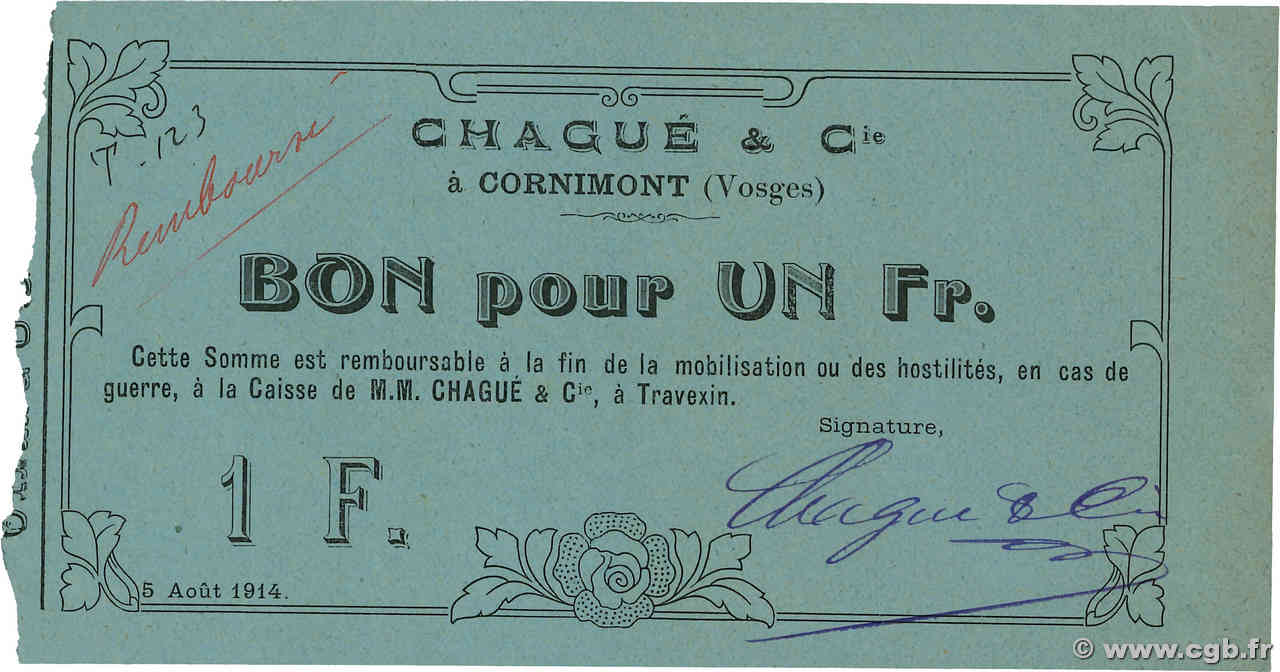 T-123
Remboursé
CHAGUÉ & Cie
à CORNIMONT (Vosges)
BON pour UN Fr.
Cette Somme est remboursable à la fin de la mobilisation ou des hostilités, en cas de
guerre, à la Caisse de M.M. CHAGUÉ & Cie, à Travexin.
Signature,
Chague & Cie
1 F.
5 Août 1914.
© www.cgb.fr